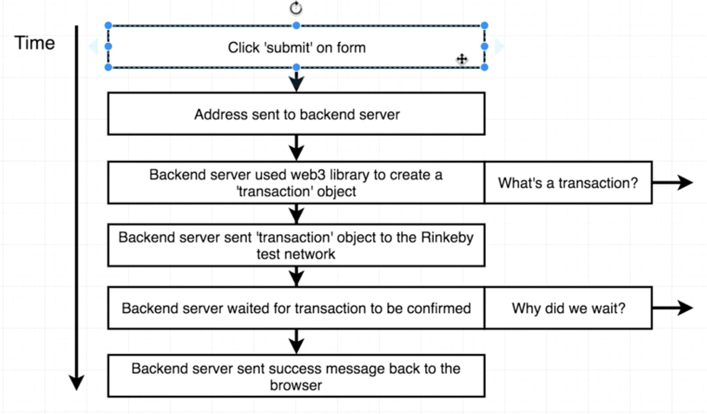 Time
Click 'submit' on form
Address sent to backend server
Backend server used web3 library to create a
'transaction' object
What's a transaction?
Backend server sent 'transaction' object to the Rinkeby
test network
Backend server waited for transaction to be confirmed
Why did we wait?
Backend server sent success message back to the
browser